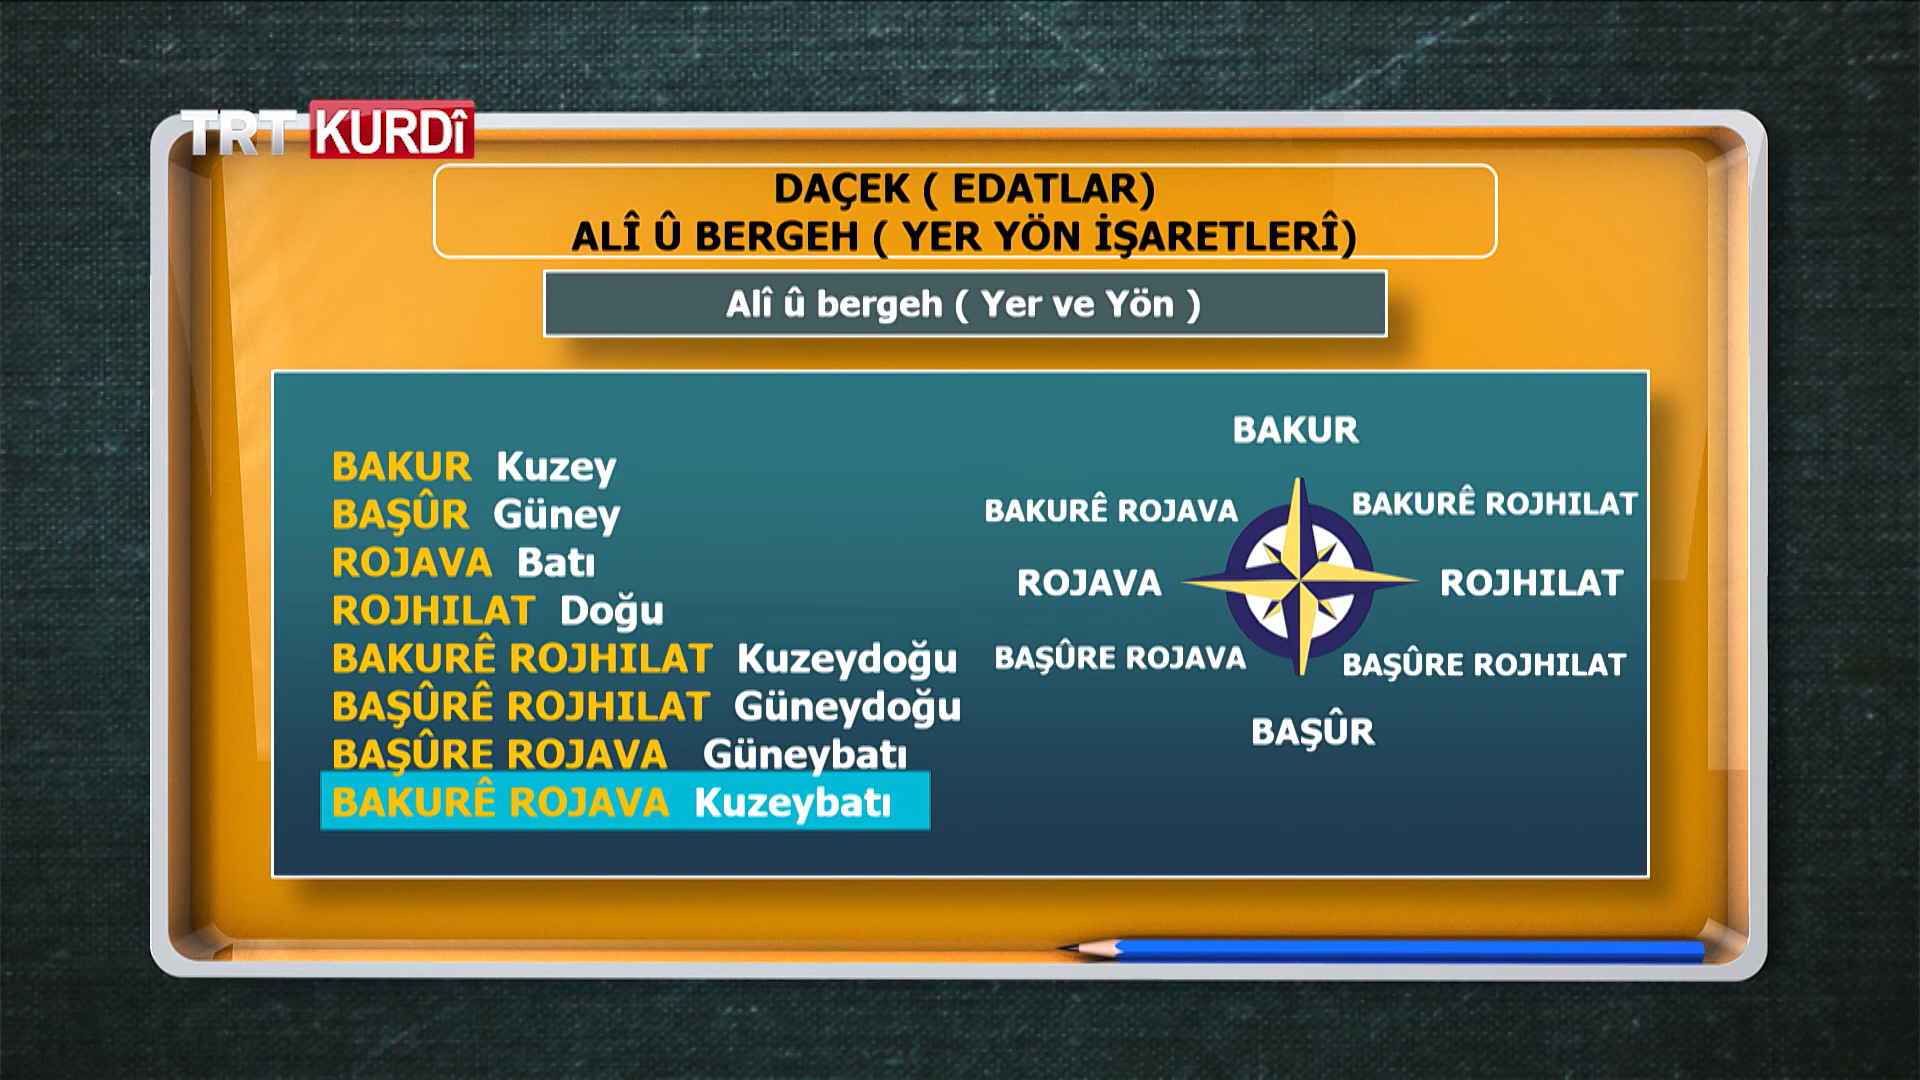 TRT KURDÎ
DAÇEK ( EDATLAR)
ALÎ Û BERGEH ( YER YÖN İŞARETLERÎ)
Alî û bergeh ( Yer ve Yön )
BAKUR Kuzey
BAŞÛR Güney
ROJAVA Batı
ROJHILAT Doğu
BAKURÊ ROJHILAT Kuzeydoğu
BAŞÛRÊ ROJHILAT Güneydoğu
BAŞÛRE ROJAVA Güneybatı
BAKURÊ ROJAVA Kuzeybatı
BAKUR
BAKURÊ ROJAVA
BAKURÊ ROJHILAT
ROJAVA
ROJHILAT
BAŞÛRE ROJAVA
BAŞÛRE ROJHILAT
BAŞÛR